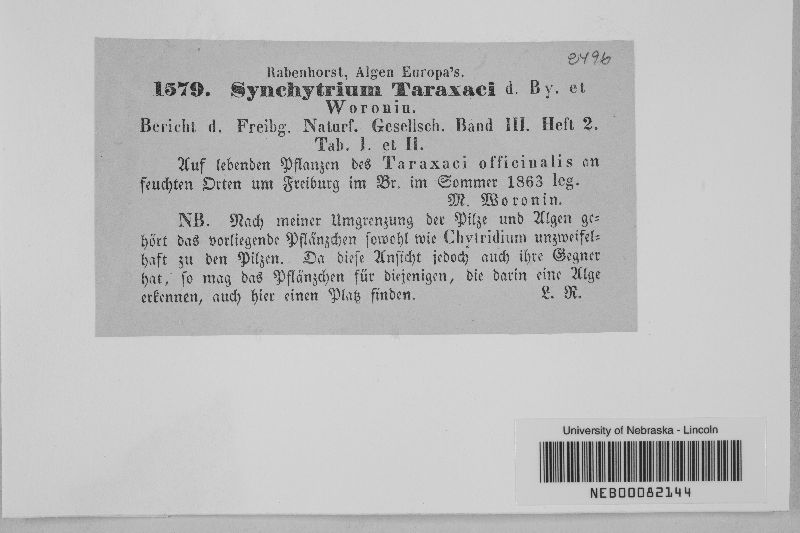 2496
Rabenhorst, Algen Europa's.
1579. Synchytrium Taraxaci d. By. et
Woronin.
Bericht d. Freibg. Naturf. Gesellsch. Band III. Heft 2.
Tab. I. et II.
Auf lebenden Pflanzen des Taraxaci officinalis an
feuchten Orten um Freiburg im Br. im Sommer 1863 leg.
M. Woronin.
NB. Nach meiner Umgrenzung der Pilze und Algen ge=
hört das vorliegende Pflänzchen sowohl wie Chytridium unzweifel=
haft zu den Pilzen. Da diese Ansicht jedoch auch ihre Gegner
hat, so mag das Pflänzchen für diejenigen, die darin eine Alge
erkennen, auch hier einen Platz finden. L. R.
University of Nebraska - Lincoln
NEB00082144